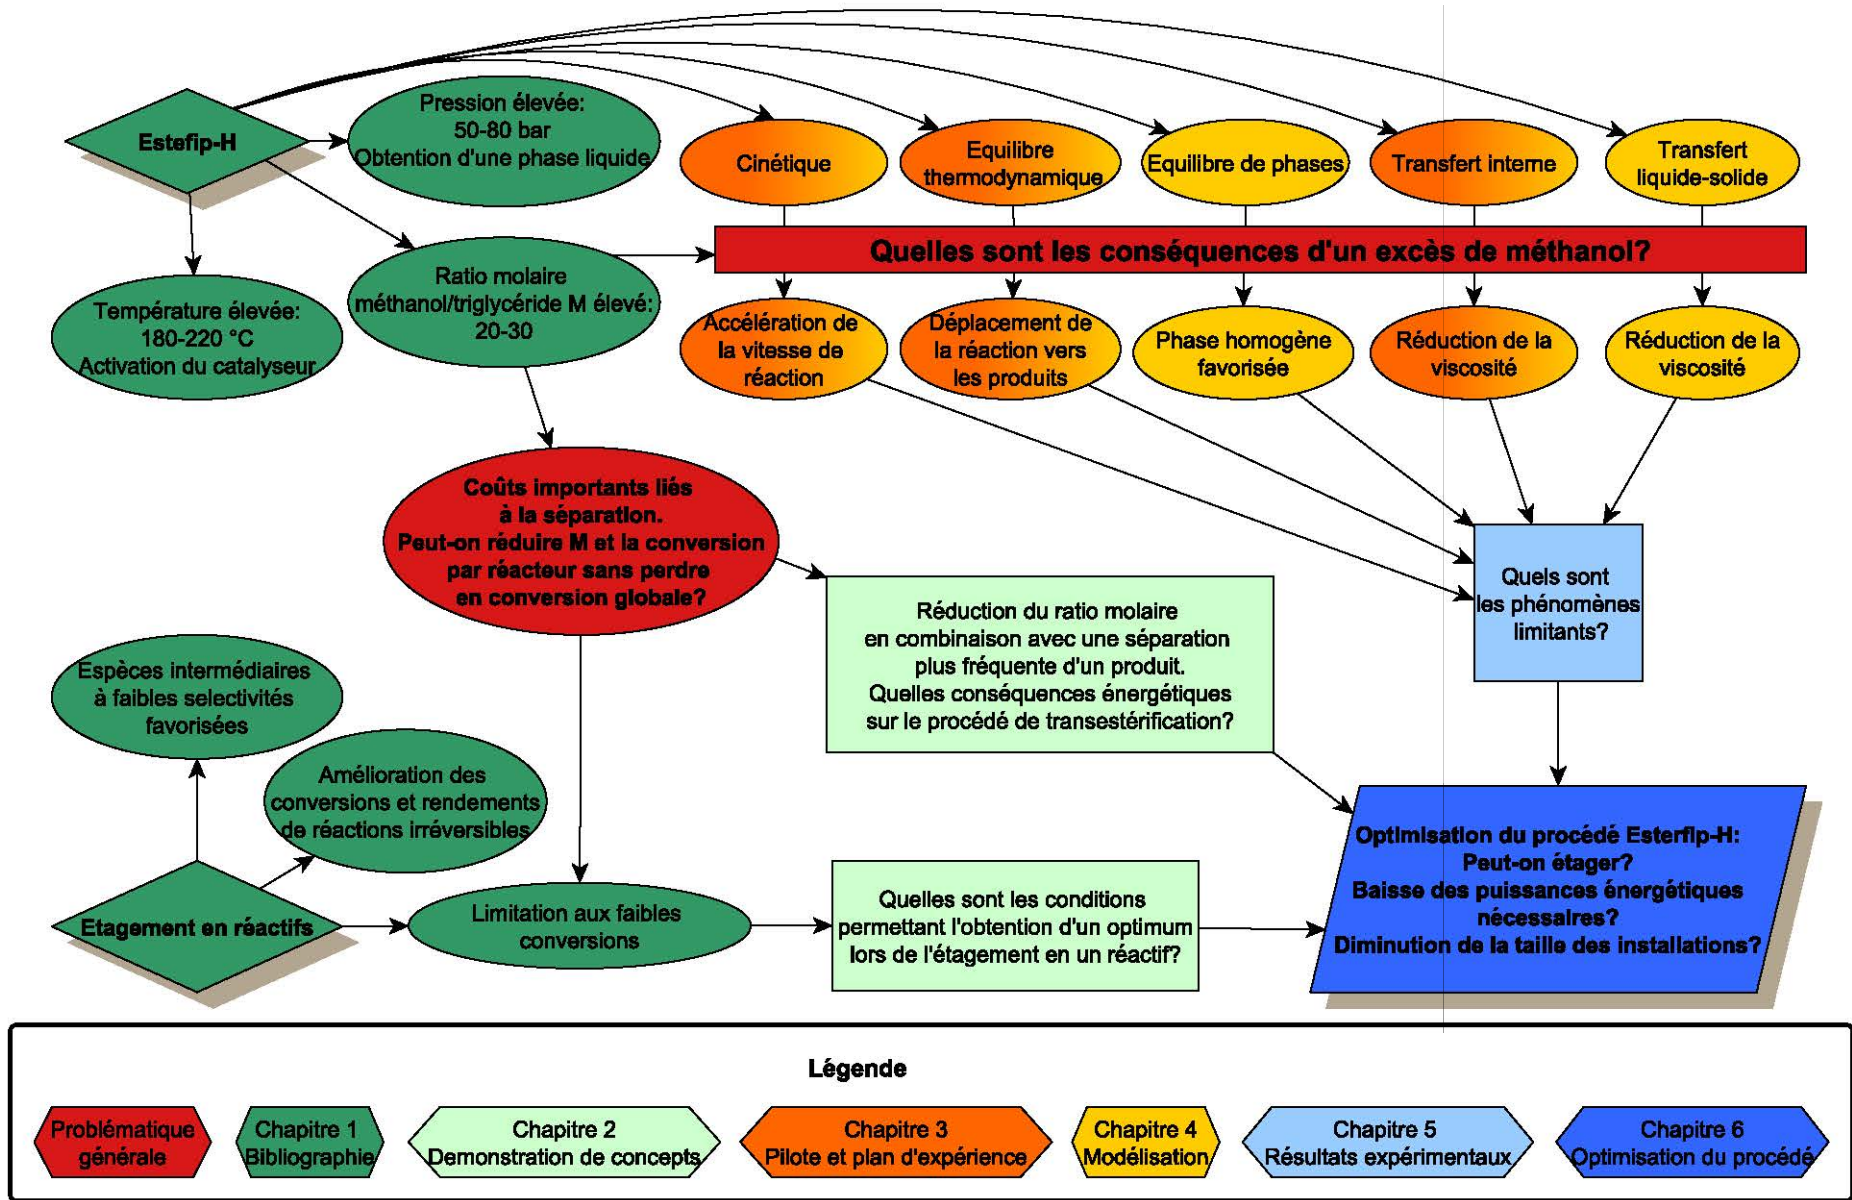 Estefip-H
Pression élevée:
50-80 bar
Obtention d'une phase liquide
Cinétique
Equilibre
thermodynamique
Equilibre de phases
Transfert interne
Transfert
liquide-solide
Quelles sont les conséquences d'un excès de méthanol?
Température élevée:
180-220 °C
Activation du catalyseur
Ratio molaire
méthanol/triglycéride M élevé:
20-30
Accélération de
la vitesse de
réaction
Déplacement de
la réaction vers
les produits
Phase homogène
favorisée
Réduction de la
viscosité
Réduction de la
viscosité
Coûts importants liés
à la séparation.
Peut-on réduire M et la conversion
par réacteur sans perdre
en conversion globale?
Quels sont
les phénomènes
limitants?
Réduction du ratio molaire
en combinaison avec une séparation
plus fréquente d'un produit.
Quelles conséquences énergétiques
sur le procédé de transestérification?
Espèces intermédiaires
à faibles selectivités
favorisées
Amélioration des
conversions et rendements
de réactions irréversibles
Etagement en réactifs
Limitation aux faibles
conversions
Quelles sont les conditions
permettant l'obtention d'un optimum
lors de l'étagement en un réactif?
Optimisation du procédé Esterfip-H:
Peut-on étager?
Baisse des puissances énergétiques
nécessaires?
Diminution de la taille des installations?
Légende
Problématique
générale
Chapitre 1
Bibliographie
Chapitre 2
Demonstration de concepts
Chapitre 3
Pilote et plan d'expérience
Chapitre 4
Modélisation
Chapitre 5
Résultats expérimentaux
Chapitre 6
Optimisation du procédé